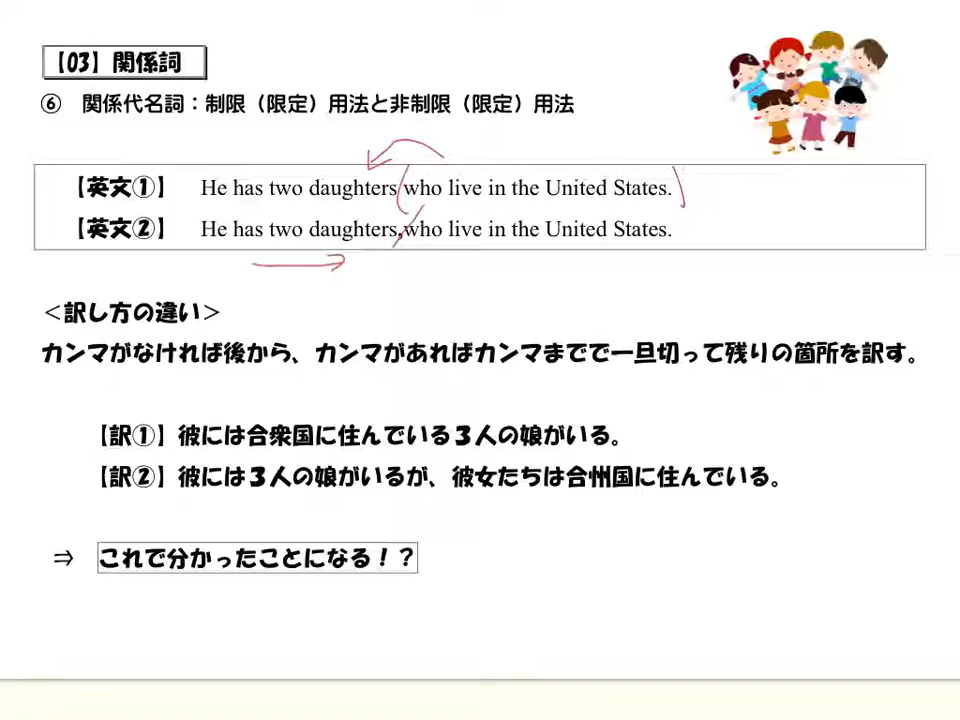 【03】関係詞
⑥ 関係代名詞：制限（限定）用法と非制限（限定）用法
【英文①】 He has two daughters who live in the United States.
【英文②】 He has two daughters, who live in the United States.
＜訳し方の違い＞
カンマがなければ後から、カンマがあればカンマまでで一旦切って残りの箇所を訳す。
【訳①】彼には合衆国に住んでいる３人の娘がいる。
【訳②】彼には３人の娘がいるが、彼女たちは合州国に住んでいる。
⇒ これで分かったことになる！？